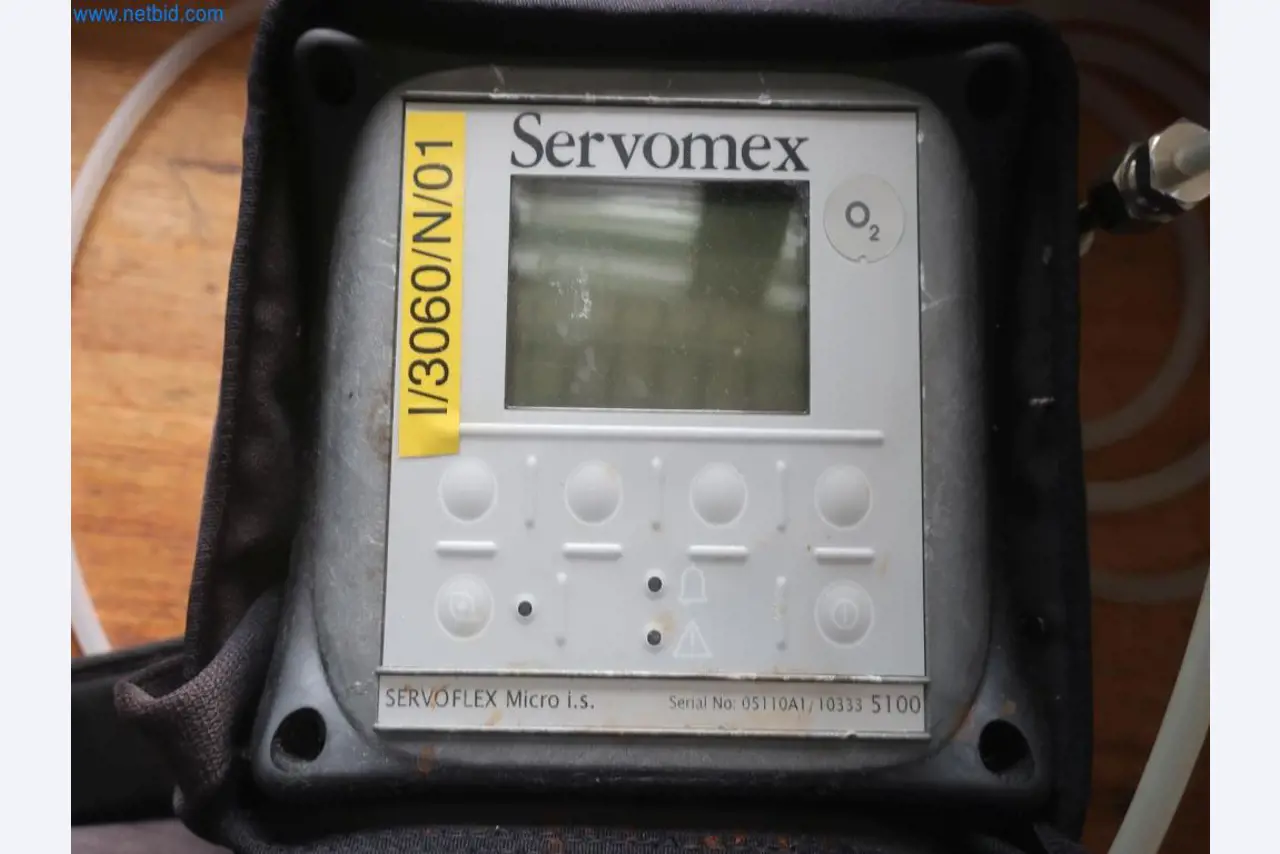 www.netbid.com
Servomex
O2
I/3060/N/01
SERVOFLEX Micro i.s.
Serial No: 05110A1/10333 5100